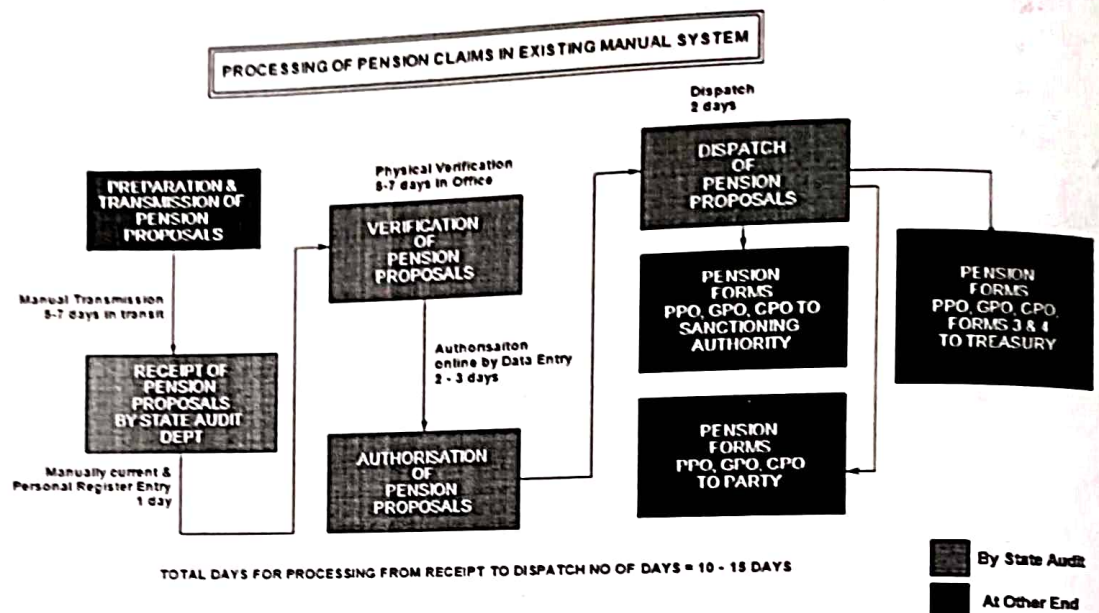 PROCESSING OF PENSION CLAIMS IN EXISTING MANUAL SYSTEM
PREPARATION &
TRANSMISSION OF
PENSION
PROPOSALS
Manual Transmission
5-7 days in transit
RECEIPT OF
PENSION
PROPOSALS
BY STATE AUDIT
DEPT
Manually current &
Personal Register Entry
1 day
Physical Verification
5-7 days in Office
VERIFICATION
OF
PENSION
PROPOSALS
Authorisaiton
online by Data Entry
2 - 3 days
AUTHORISATION
OF
PENSION
PROPOSALS
Dispatch
2 days
DISPATCH
OF
PENSION
PROPOSALS
PENSION
FORMS
PPO, GPO, CPO TO
SANCTIONING
AUTHORITY
PENSION
FORMS
PPO, GPO, CPO
TO PARTY
PENSION
FORMS
PPO, GPO, CPO,
FORMS 3 & 4
TO TREASURY
TOTAL DAYS FOR PROCESSING FROM RECEIPT TO DISPATCH NO OF DAYS = 10 - 15 DAYS
By State Audit
At Other End